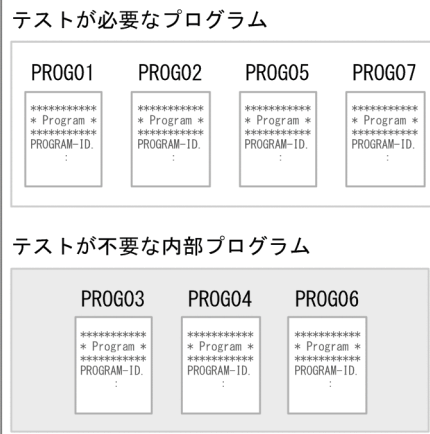 テストが必要なプログラム
PROG01 PROG02 PROG05 PROG07
*********** *********** *********** ***********
* Program * * Program * * Program * * Program *
*********** *********** *********** ***********
PROGRAM-ID. PROGRAM-ID. PROGRAM-ID. PROGRAM-ID.
: : : :
テストが不要な内部プログラム
PROG03 PROG04 PROG06
*********** *********** ***********
* Program * * Program * * Program *
*********** *********** ***********
PROGRAM-ID. PROGRAM-ID. PROGRAM-ID.
: : :